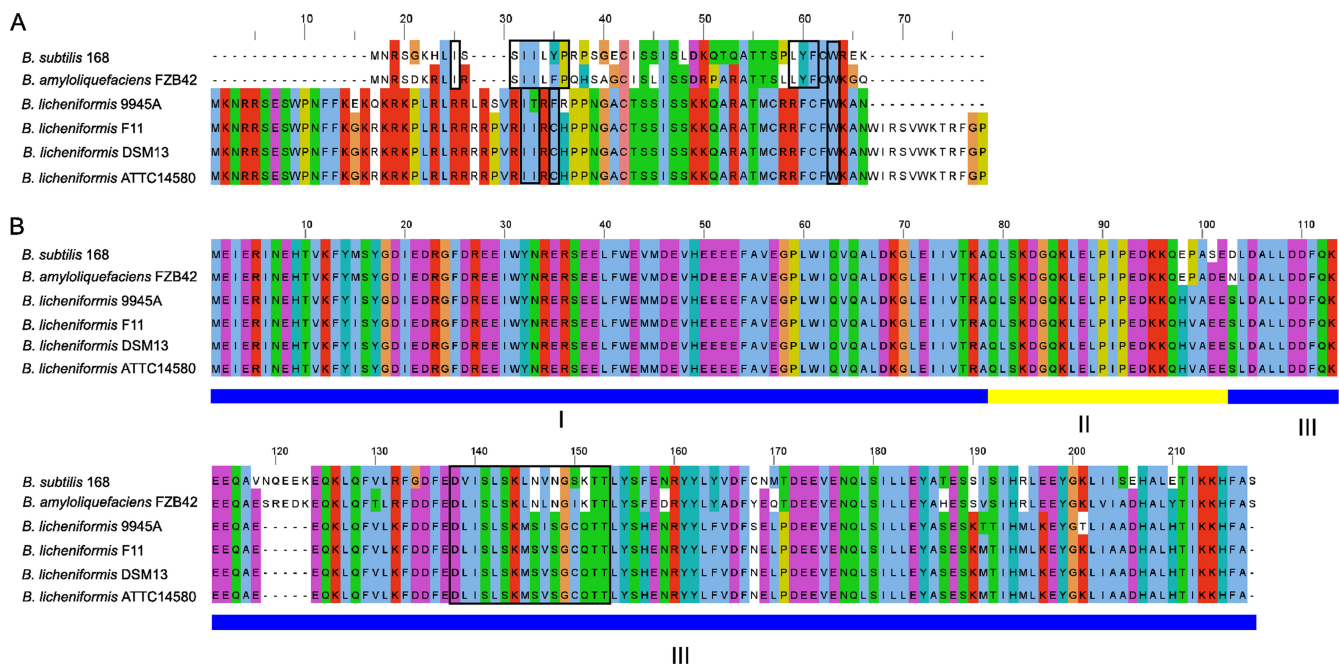 A
10 20 30 40 50 60 70
B. subtilis 168 ----------------MNRSGKHLIS----SIILYPRPSGECISSISLDKQTQATTSPLYFCWREK------------
B. amyloliquefaciens FZB42 ----------------MNRSDKRLIR----SIILFPQHSAGCISLISSDRPARATTSLLYFCWKGQ------------
B. licheniformis 9945A MKNRRSESWPNFFKEKQKRKPLRLRRLRSVRITRFRPPNGACTSSISSKKQARATMCRRFCFWKAN------------
B. licheniformis F11 MKNRRSESWPNFFKGKRKRKPLRLRRRRPVRIIRCHPPNGACTSSISSKKQARATMCRRFCFWKANWIRSVWKTRFGP
B. licheniformis DSM13 MKNRRSESWPNFFKGKRKRKPLRLRRRRPVRIIRCHPPNGACTSSISSKKQARATMCRRFCFWKANWIRSVWKTRFGP
B. licheniformis ATTC14580 MKNRRSESWPNFFKGKRKRKPLRLRRRRPVRIIRCHPPNGACTSSISSKKQARATMCRRFCFWKANWIRSVWKTRFGP
B
10 20 30 40 50 60 70 80 90 100 110
B. subtilis 168 MEIERINEHTVKFYMSYGDIEDRGFDREEIWYNRERSEELFWEVMDEVHEEEEFAVEGPLWIQVQALDKGLEIIVTKAQLSKDGQKLELPIPEDKKQEPASEDLDALLDDFQK
B. amyloliquefaciens FZB42 MEIERINEHTVKFYMSYGDIEDRGFDREEIWYNRERSEELFWEVMDEVHDEEEFAVEGPLWIQVQALDKGLEIIVTKAQLSKDGQKLELPIPEDKKQEPADENLDALLDDFQK
B. licheniformis 9945A MEIERINEHTVKFYISYGDIEDRGFDREEIWYNRERSEELFWEMMDEVHEEEEFAVEGPLWIQVQALDKGLEIIVTRAQLSKDGQKLELPIPEDKKQHVAEESLDALLDDFQK
B. licheniformis F11 MEIERINEHTVKFYISYGDIEDRGFDREEIWYNRERSEELFWEMMDEVHEEEEFAVEGPLWIQVQALDKGLEIIVTRAQLSKDGQKLELPIPEDKKQHVAEESLDALLDDFQK
B. licheniformis DSM13 MEIERINEHTVKFYISYGDIEDRGFDREEIWYNRERSEELFWEMMDEVHEEEEFAVEGPLWIQVQALDKGLEIIVTRAQLSKDGQKLELPIPEDKKQHVAEESLDALLDDFQK
B. licheniformis ATTC14580 MEIERINEHTVKFYISYGDIEDRGFDREEIWYNRERSEELFWEMMDEVHEEEEFAVEGPLWIQVQALDKGLEIIVTRAQLSKDGQKLELPIPEDKKQHVAEESLDALLDDFQK
I II III
120 130 140 150 160 170 180 190 200 210
B. subtilis 168 EEQAVNQEEKEQKLQFVLRFGDFEDVISLSKLNVNGSKTTLYSFENRYYLYVDFCNMTDEEVENQLSILLEYATESSISIHRLEEYGKLIISEHALETIKKHFAS
B. amyloliquefaciens FZB42 EEQAESREDKEQKLQFTLRFDDFEDLISLSKLNLNGIKTTLYSFEDRYYLYADFYEQTDEEVENQLSILLEYAHESSVSIHRLEEYGKLIIADHALYTIKKHFAS
B. licheniformis 9945A EEQAE-----EQKLQFVLKFDDFEDLISLSKMSISGCQTTLYSHENRYYLFVDFSELPDEEVENQLSILLEYASESKTTIHMLKEYGTLIAADHALHTIKKHFA-
B. licheniformis F11 EEQAE-----EQKLQFVLKFDDFEDLISLSKMSVSGCQTTLYSHENRYYLFVDFNELPDEEVENQLSILLEYASESKMTIHMLKEYGKLIAADHALHTIKKHFA-
B. licheniformis DSM13 EEQAE-----EQKLQFVLKFDDFEDLISLSKMSVSGCQTTLYSHENRYYLFVDFNELPDEEVENQLSILLEYASESKMTIHMLKEYGKLIAADHALHTIKKHFA-
B. licheniformis ATTC14580 EEQAE-----EQKLQFVLKFDDFEDLISLSKMSVSGCQTTLYSHENRYYLFVDFNELPDEEVENQLSILLEYASESKMTIHMLKEYGKLIAADHALHTIKKHFA-
III